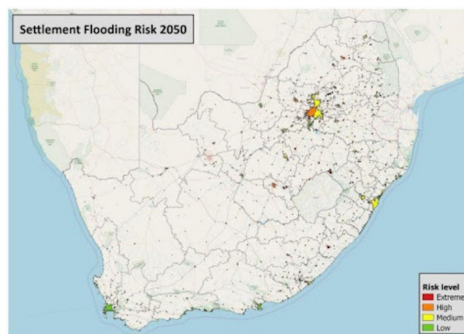 Settlement Flooding Risk 2050
Risk level
Extreme
High
Medium
Low